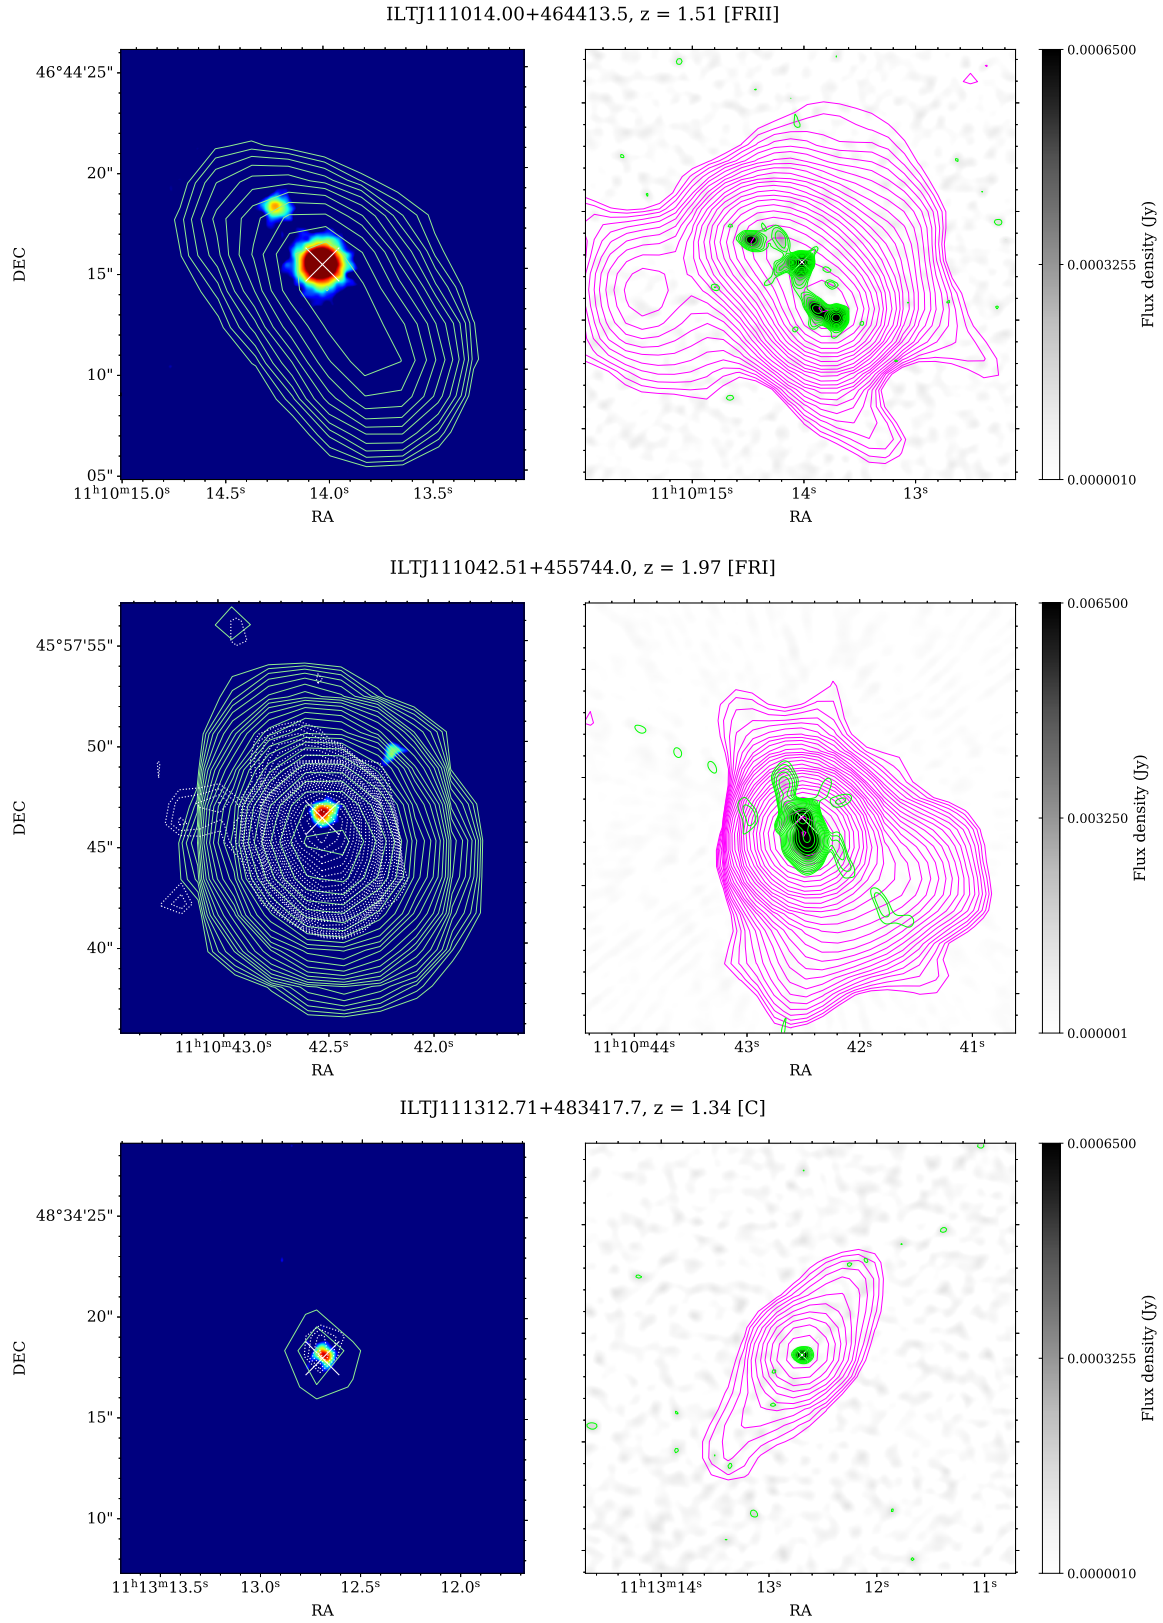 ILTJ111014.00+464413.5, z = 1.51 [FRII]
46°44'25"
20"
15"
10"
05"
DEC
11ʰ10ᵐ15.0ˢ 14.5ˢ 14.0ˢ 13.5ˢ
RA
11ʰ10ᵐ15ˢ 14ˢ 13ˢ
RA
0.0006500
0.0003255
0.0000010
Flux density (Jy)
ILTJ111042.51+455744.0, z = 1.97 [FRI]
45°57'55"
50"
45"
40"
DEC
11ʰ10ᵐ43.0ˢ 42.5ˢ 42.0ˢ
RA
11ʰ10ᵐ44ˢ 43ˢ 42ˢ 41ˢ
RA
0.006500
0.003250
0.000001
Flux density (Jy)
ILTJ111312.71+483417.7, z = 1.34 [C]
48°34'25"
20"
15"
10"
DEC
11ʰ13ᵐ13.5ˢ 13.0ˢ 12.5ˢ 12.0ˢ
RA
11ʰ13ᵐ14ˢ 13ˢ 12ˢ 11ˢ
RA
0.0006500
0.0003255
0.0000010
Flux density (Jy)